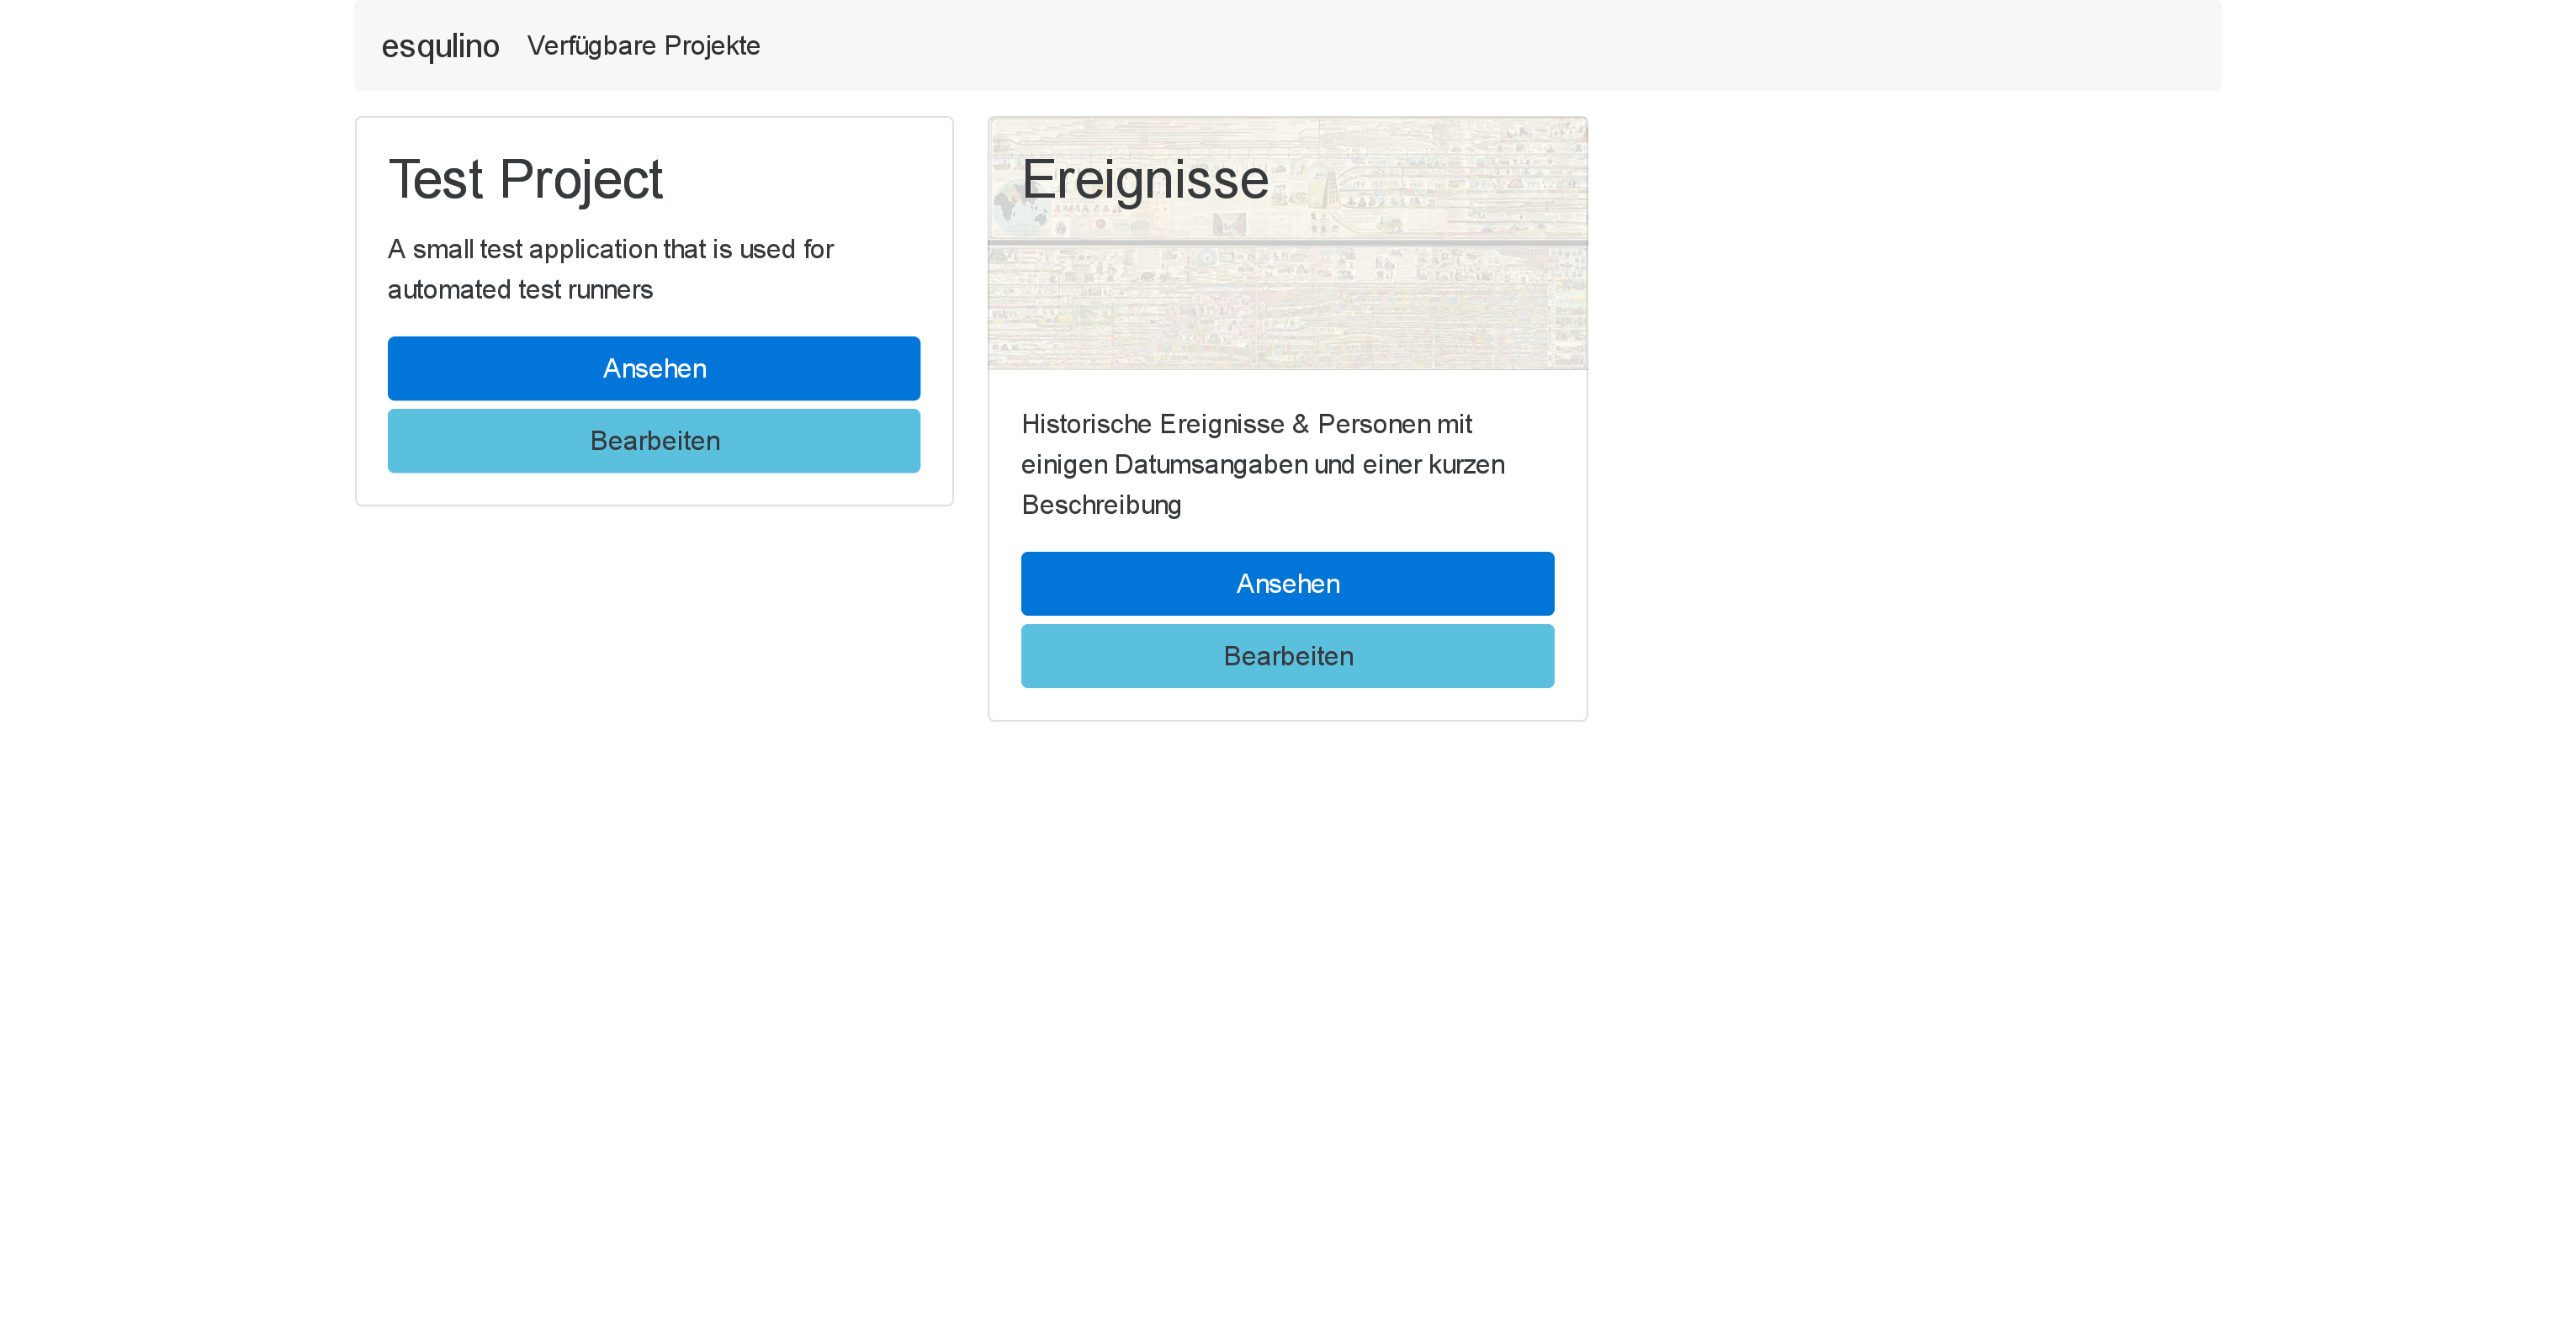 esqulino Verfügbare Projekte
Test Project
A small test application that is used for
automated test runners
Ansehen
Bearbeiten
Ereignisse
Historische Ereignisse & Personen mit
einigen Datumsangaben und einer kurzen
Beschreibung
Ansehen
Bearbeiten